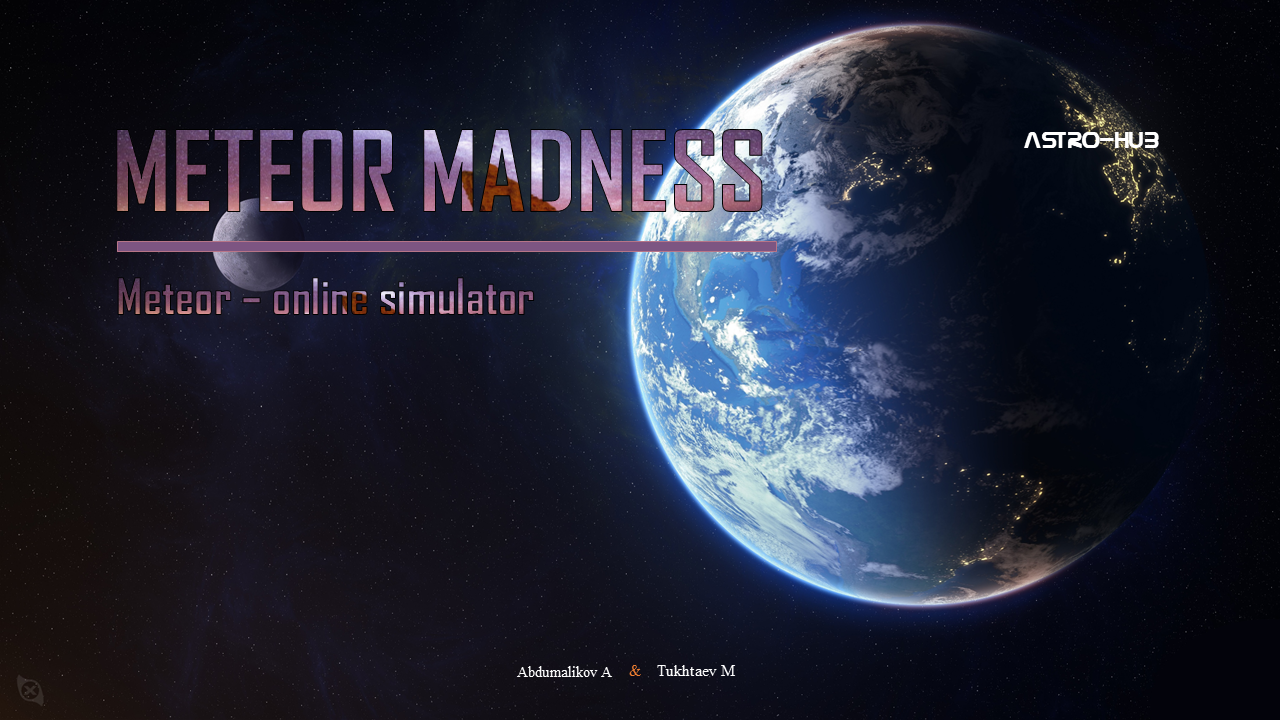 METEOR MADNESS
ASTRO-HUB
Meteor – online simulator
Abdumalikov A & Tukhtaev M